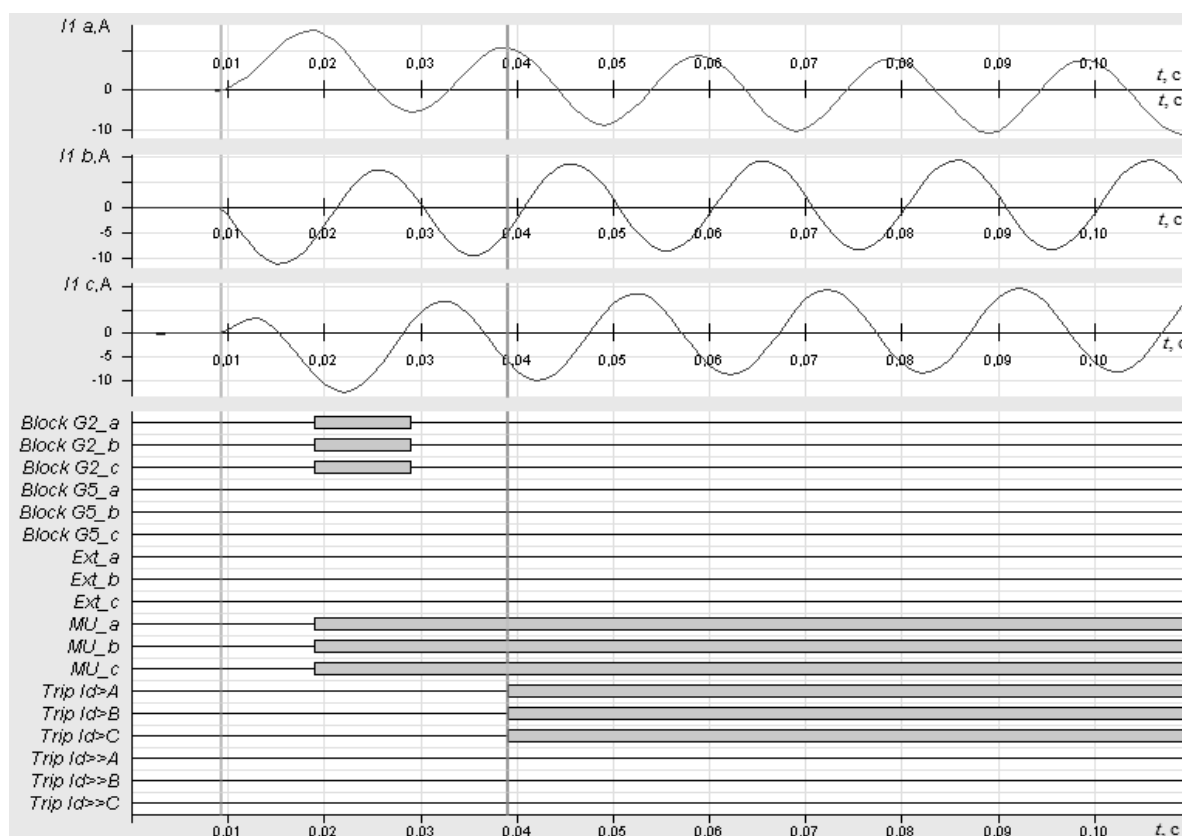 I1 a,A
0,01 0,02 0,03 0,04 0,05 0,06 0,07 0,08 0,09 0,10
t, c
0
t, c
-10
I1 b,A
0
t, c
0,01 0,02 0,03 0,04 0,05 0,06 0,07 0,08 0,09 0,10
-5
-10
I1 c,A
0
t, c
0,01 0,02 0,03 0,04 0,05 0,06 0,07 0,08 0,09 0,10
-5
-10
Block G2_a
Block G2_b
Block G2_c
Block G5_a
Block G5_b
Block G5_c
Ext_a
Ext_b
Ext_c
MU_a
MU_b
MU_c
Trip Id>A
Trip Id>B
Trip Id>C
Trip Id>>A
Trip Id>>B
Trip Id>>C
0,01 0,02 0,03 0,04 0,05 0,06 0,07 0,08 0,09 0,10
t, c